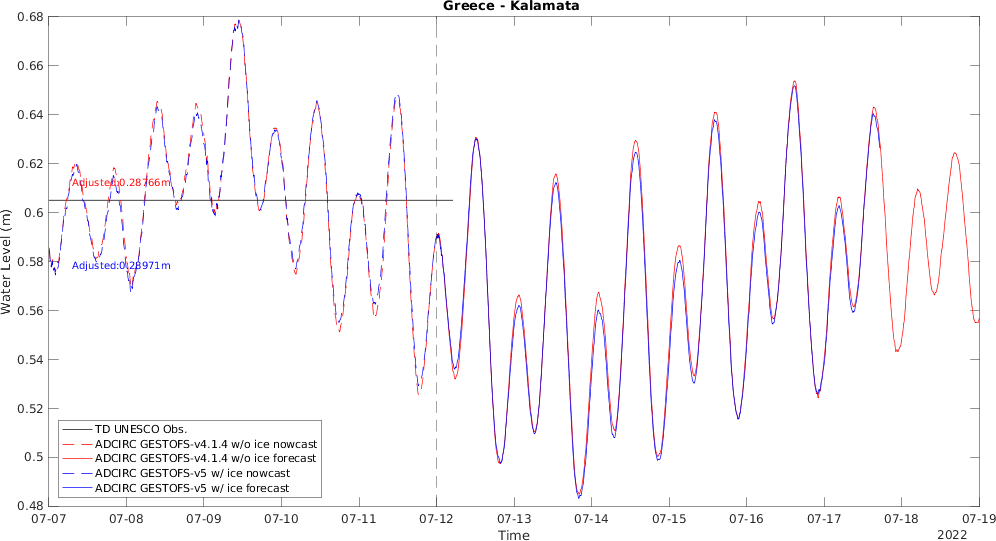 Greece - Kalamata
0.68
0.66
0.64
0.62
0.6
0.58
0.56
0.54
0.52
0.5
0.48
Water Level (m)
Adjusted:0.28766m
Adjusted:0.28971m
TD UNESCO Obs.
ADCIRC GESTOFS-v4.1.4 w/o ice nowcast
ADCIRC GESTOFS-v4.1.4 w/o ice forecast
ADCIRC GESTOFS-v5 w/ ice nowcast
ADCIRC GESTOFS-v5 w/ ice forecast
07-07 07-08 07-09 07-10 07-11 07-12 07-13 07-14 07-15 07-16 07-17 07-18 07-19
Time
2022